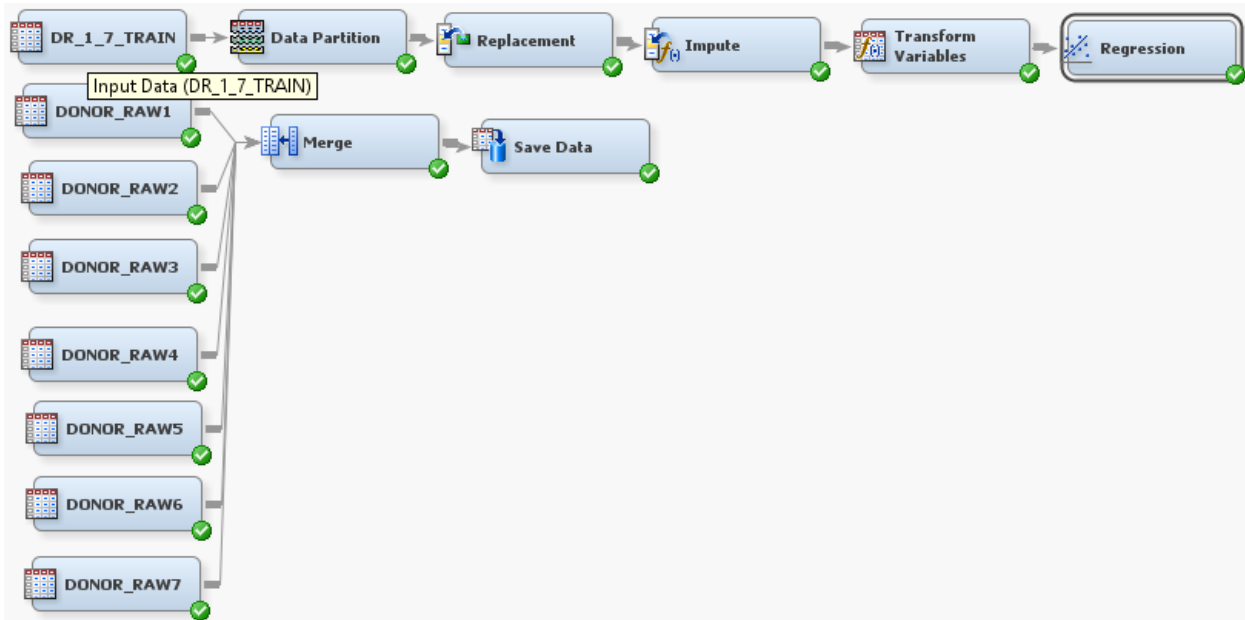 DR_1_7_TRAIN
Data Partition
Replacement
Impute
Transform
Variables
Regression
Input Data (DR_1_7_TRAIN)
DONOR_RAW1
Merge
Save Data
DONOR_RAW2
DONOR_RAW3
DONOR_RAW4
DONOR_RAW5
DONOR_RAW6
DONOR_RAW7